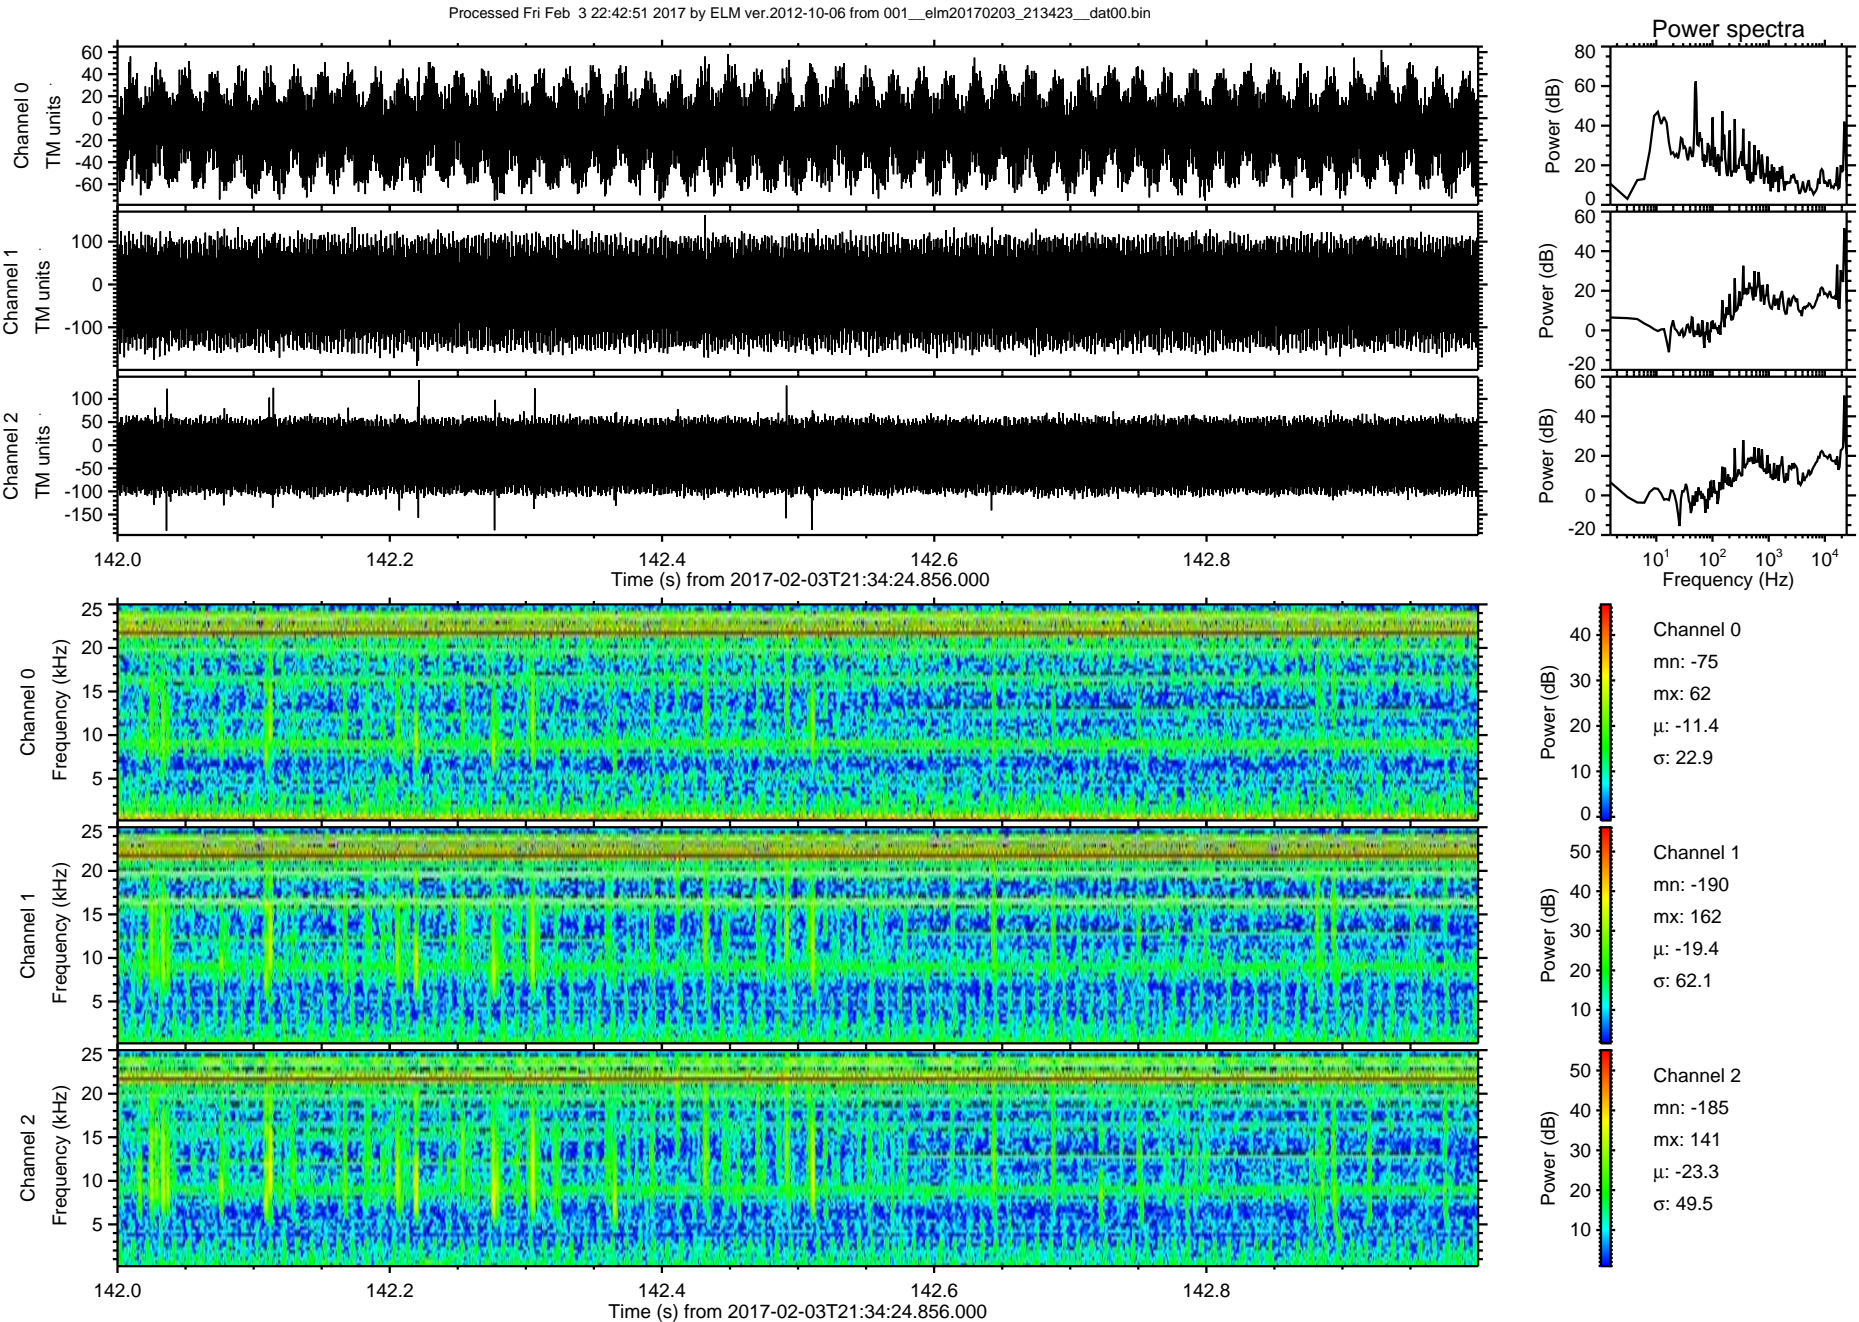 Processed Fri Feb  3 22:42:51 2017 by ELM ver.2012-10-06 from 001__elm20170203_213423__dat00.bin
Power spectra
Channel 0
TM units
60
40
20
0
-20
-40
-60
Power (dB)
80
60
40
20
0
Channel 1
TM units
100
0
-100
Power (dB)
60
40
20
0
-20
Channel 2
TM units
100
50
0
-50
-100
-150
Power (dB)
60
40
20
0
-20
142.0 142.2 142.4 142.6 142.8
Time (s) from 2017-02-03T21:34:24.856.000
10^1 10^2 10^3 10^4
Frequency (Hz)
Channel 0
Frequency (kHz)
25
20
15
10
5
Power (dB)
40
30
20
10
0
Channel 0
mn: -75
mx: 62
µ: -11.4
σ: 22.9
Channel 1
Frequency (kHz)
25
20
15
10
5
Power (dB)
50
40
30
20
10
Channel 1
mn: -190
mx: 162
µ: -19.4
σ: 62.1
Channel 2
Frequency (kHz)
25
20
15
10
5
Power (dB)
50
40
30
20
10
Channel 2
mn: -185
mx: 141
µ: -23.3
σ: 49.5
142.0 142.2 142.4 142.6 142.8
Time (s) from 2017-02-03T21:34:24.856.000